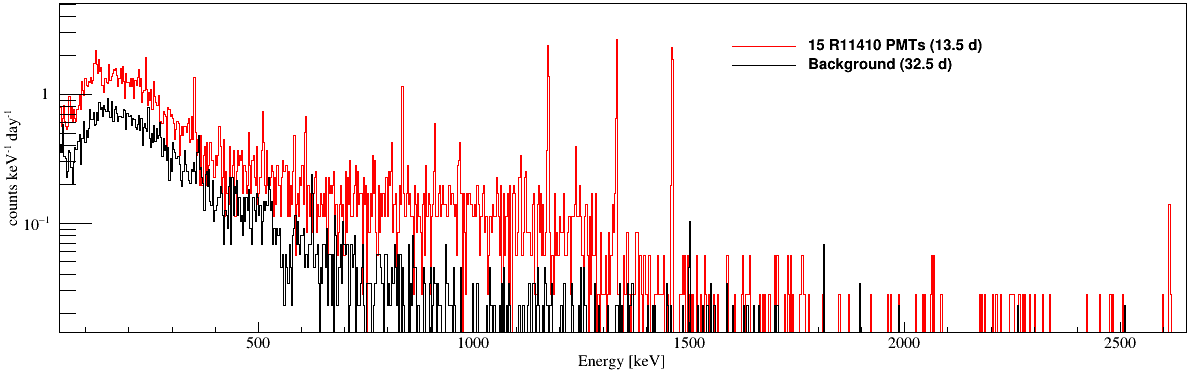 15 R11410 PMTs (13.5 d)
Background (32.5 d)
counts keV⁻¹ day⁻¹
1
10⁻¹
500
1000
1500
2000
2500
Energy [keV]